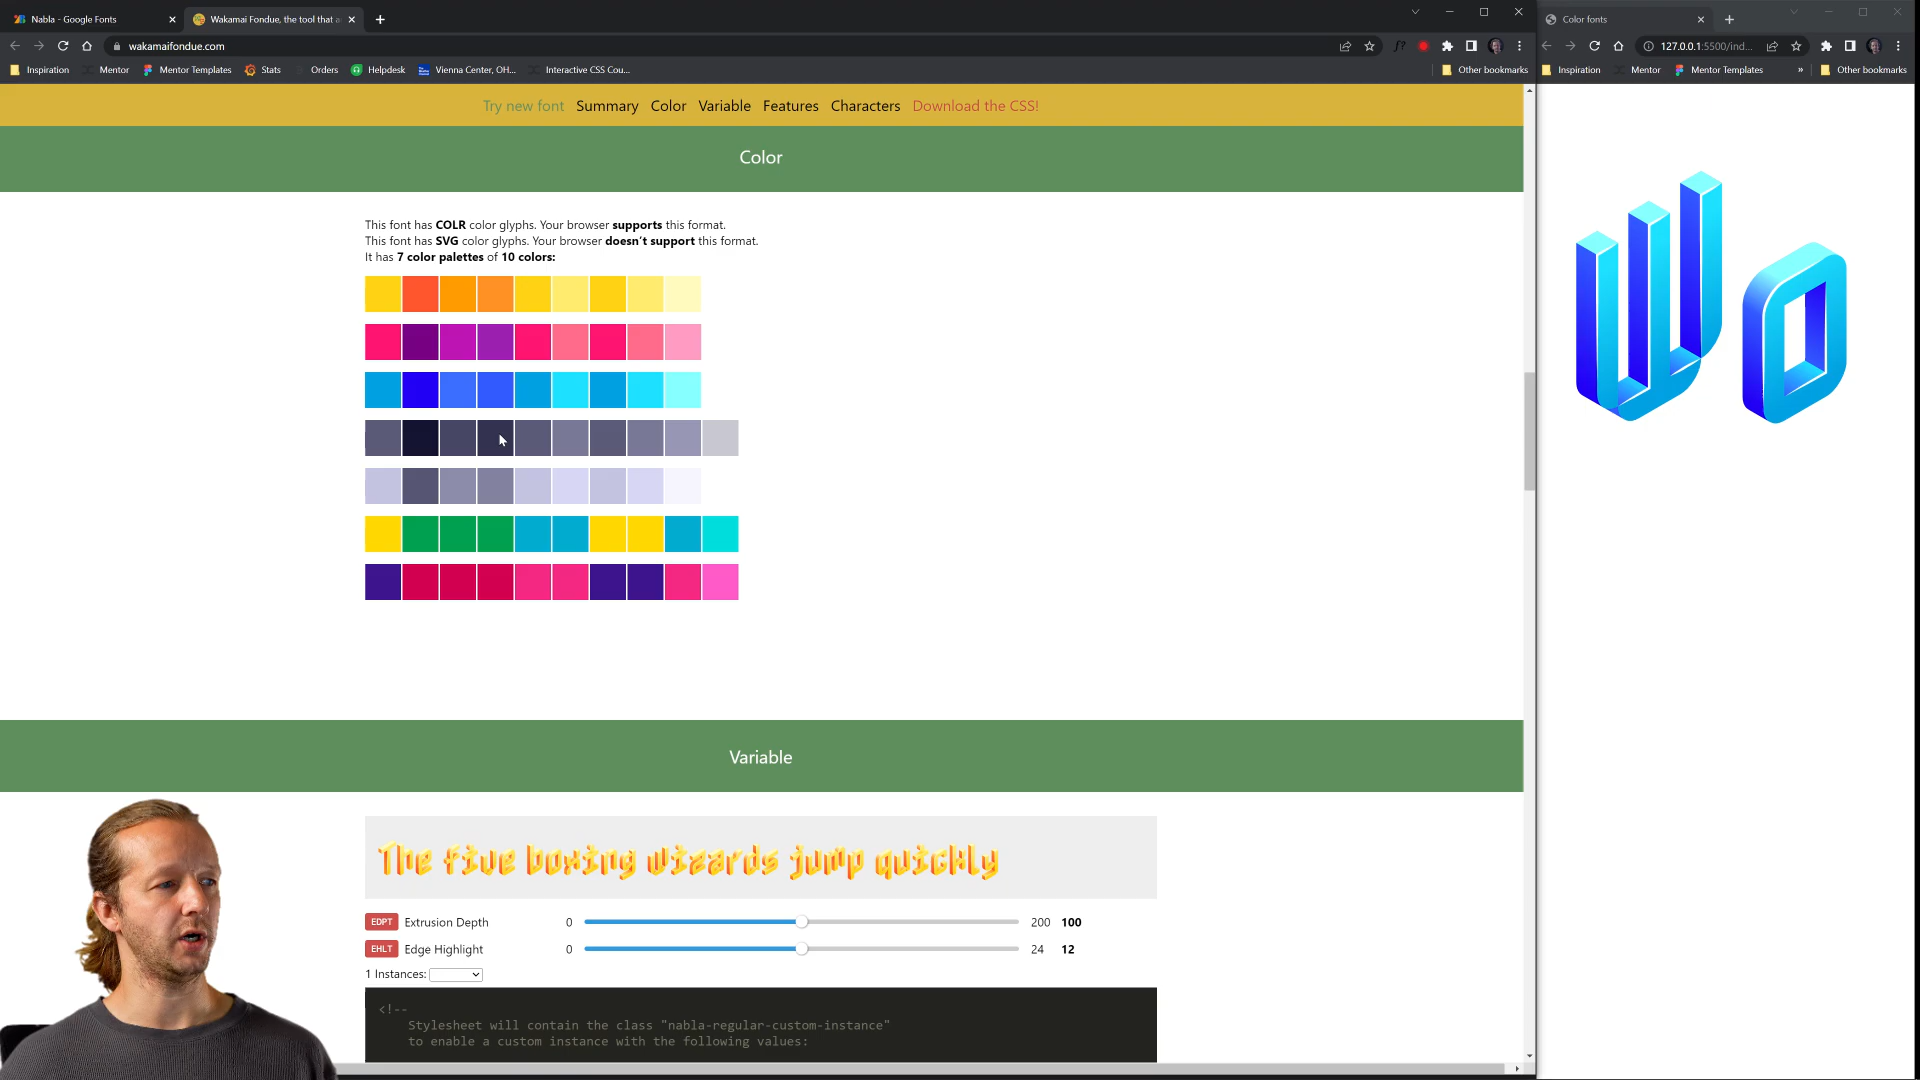 Nabla - Google Fonts
Wakamai Fondue, the tool that a
Color fonts
wakamaifondue.com
127.0.0.1:5500/ind...
Inspiration
Mentor
Mentor Templates
Stats
Orders
Helpdesk
Vienna Center, OH...
Interactive CSS Cou...
Other bookmarks
Inspiration
Mentor
Mentor Templates
»
Other bookmarks
Try new font Summary Color Variable Features Characters Download the CSS!
Color
This font has COLR color glyphs. Your browser supports this format.
This font has SVG color glyphs. Your browser doesn't support this format.
It has 7 color palettes of 10 colors:
Wo
Variable
The five boxing wizards jump quickly
EDPT Extrusion Depth 0 200 100
EHLT Edge Highlight 0 24 12
1 Instances:
<!--
Stylesheet will contain the class "nabla-regular-custom-instance"
to enable a custom instance with the following values: